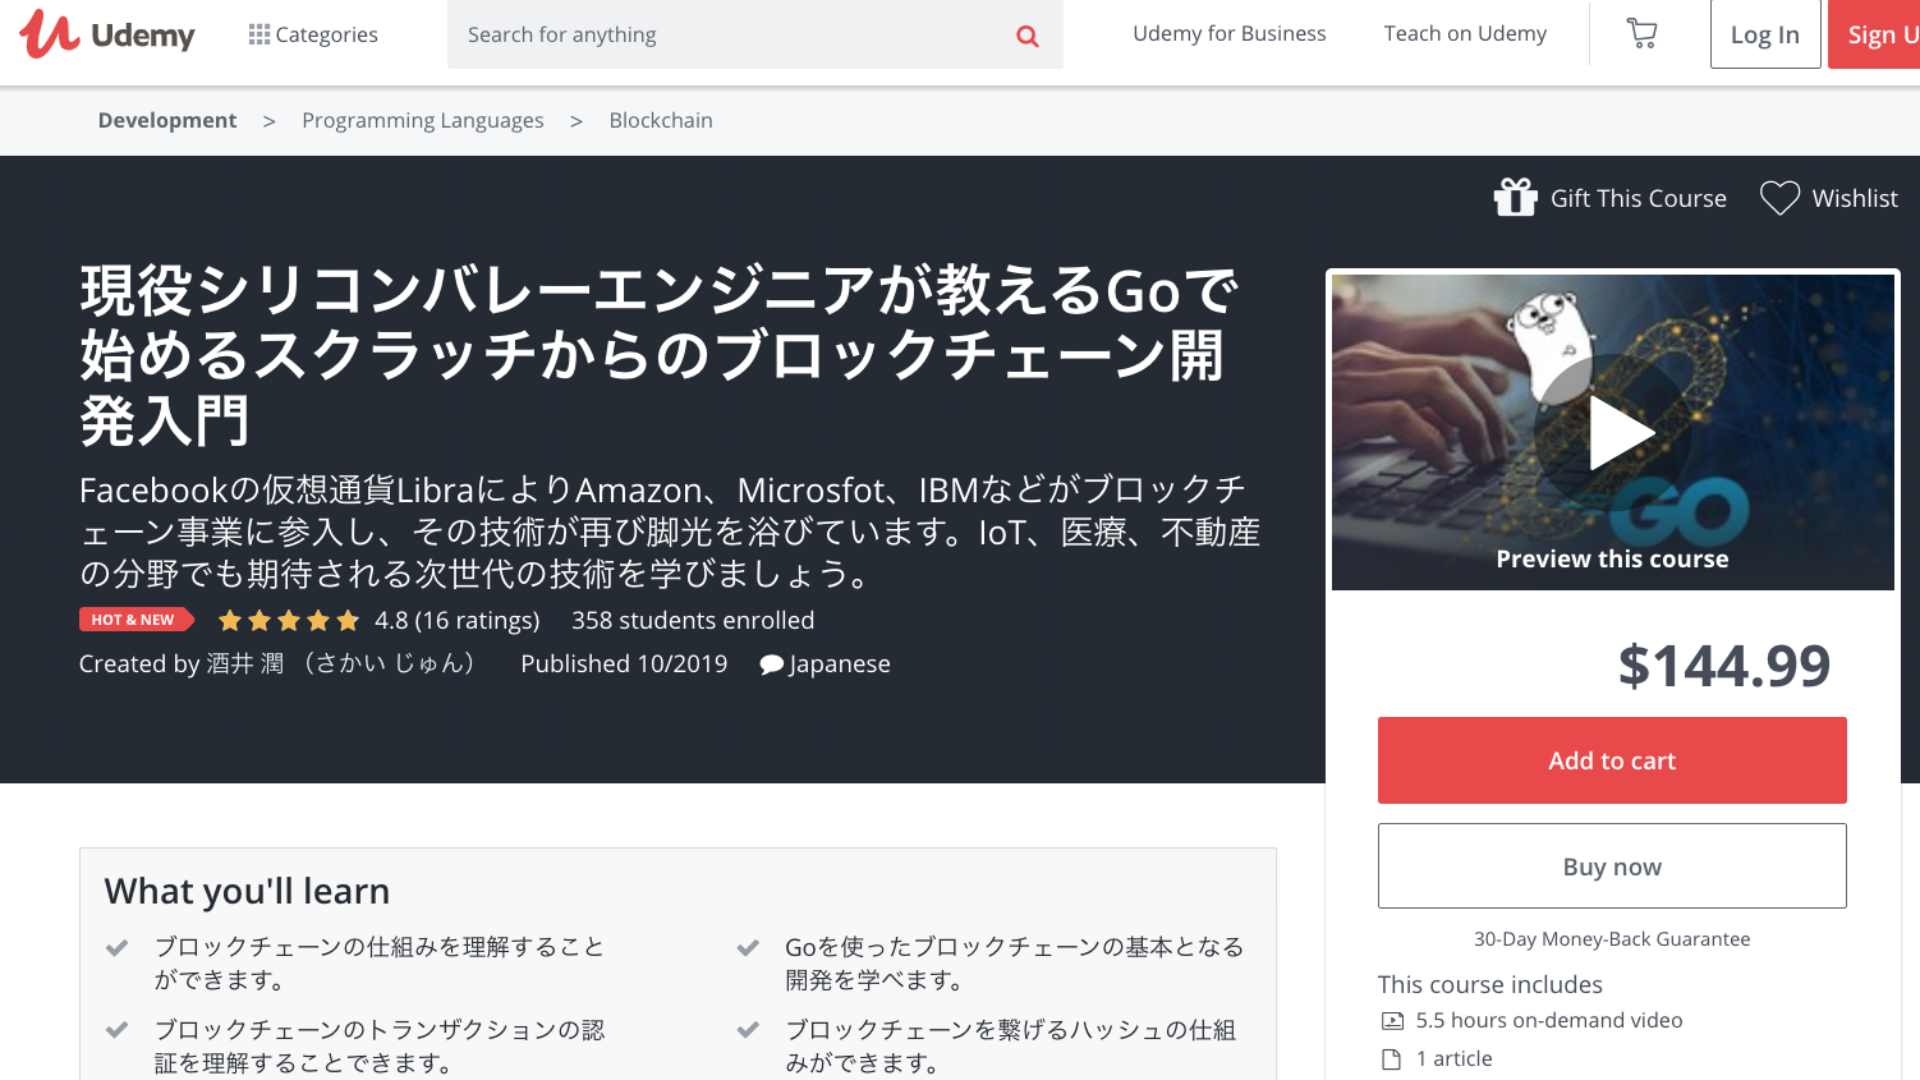 Udemy
Categories
Search for anything
Udemy for Business
Teach on Udemy
Log In
Sign U
Development > Programming Languages > Blockchain
Gift This Course
Wishlist
現役シリコンバレーエンジニアが教えるGoで
始めるスクラッチからのブロックチェーン開
発入門
Facebookの仮想通貨LibraによりAmazon、Microsfot、IBMなどがブロックチ
ェーン事業に参入し、その技術が再び脚光を浴びています。IoT、医療、不動産
の分野でも期待される次世代の技術を学びましょう。
HOT & NEW 4.8 (16 ratings) 358 students enrolled
Created by 酒井 潤 （さかい じゅん） Published 10/2019 Japanese
GO
Preview this course
$144.99
Add to cart
Buy now
30-Day Money-Back Guarantee
This course includes
5.5 hours on-demand video
1 article
What you'll learn
ブロックチェーンの仕組みを理解すること
ができます。
Goを使ったブロックチェーンの基本となる
開発を学べます。
ブロックチェーンのトランザクションの認
証を理解することできます。
ブロックチェーンを繋げるハッシュの仕組
みができます。